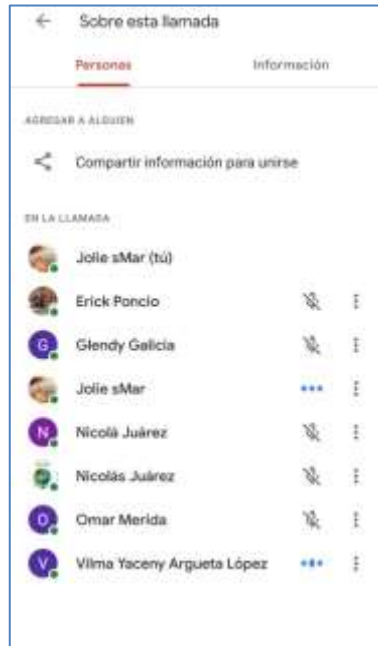 Sobre esta llamada
Personas Información
AGREGAR A ALGUIEN
Compartir información para unirse
EN LA LLAMADA
Jolie sMar (tú)
Erick Poncio
G Glendy Galicia
Jolie sMar
N Nicolá Juárez
Nicolás Juárez
O Omar Merida
V Vilma Yaceny Argueta López